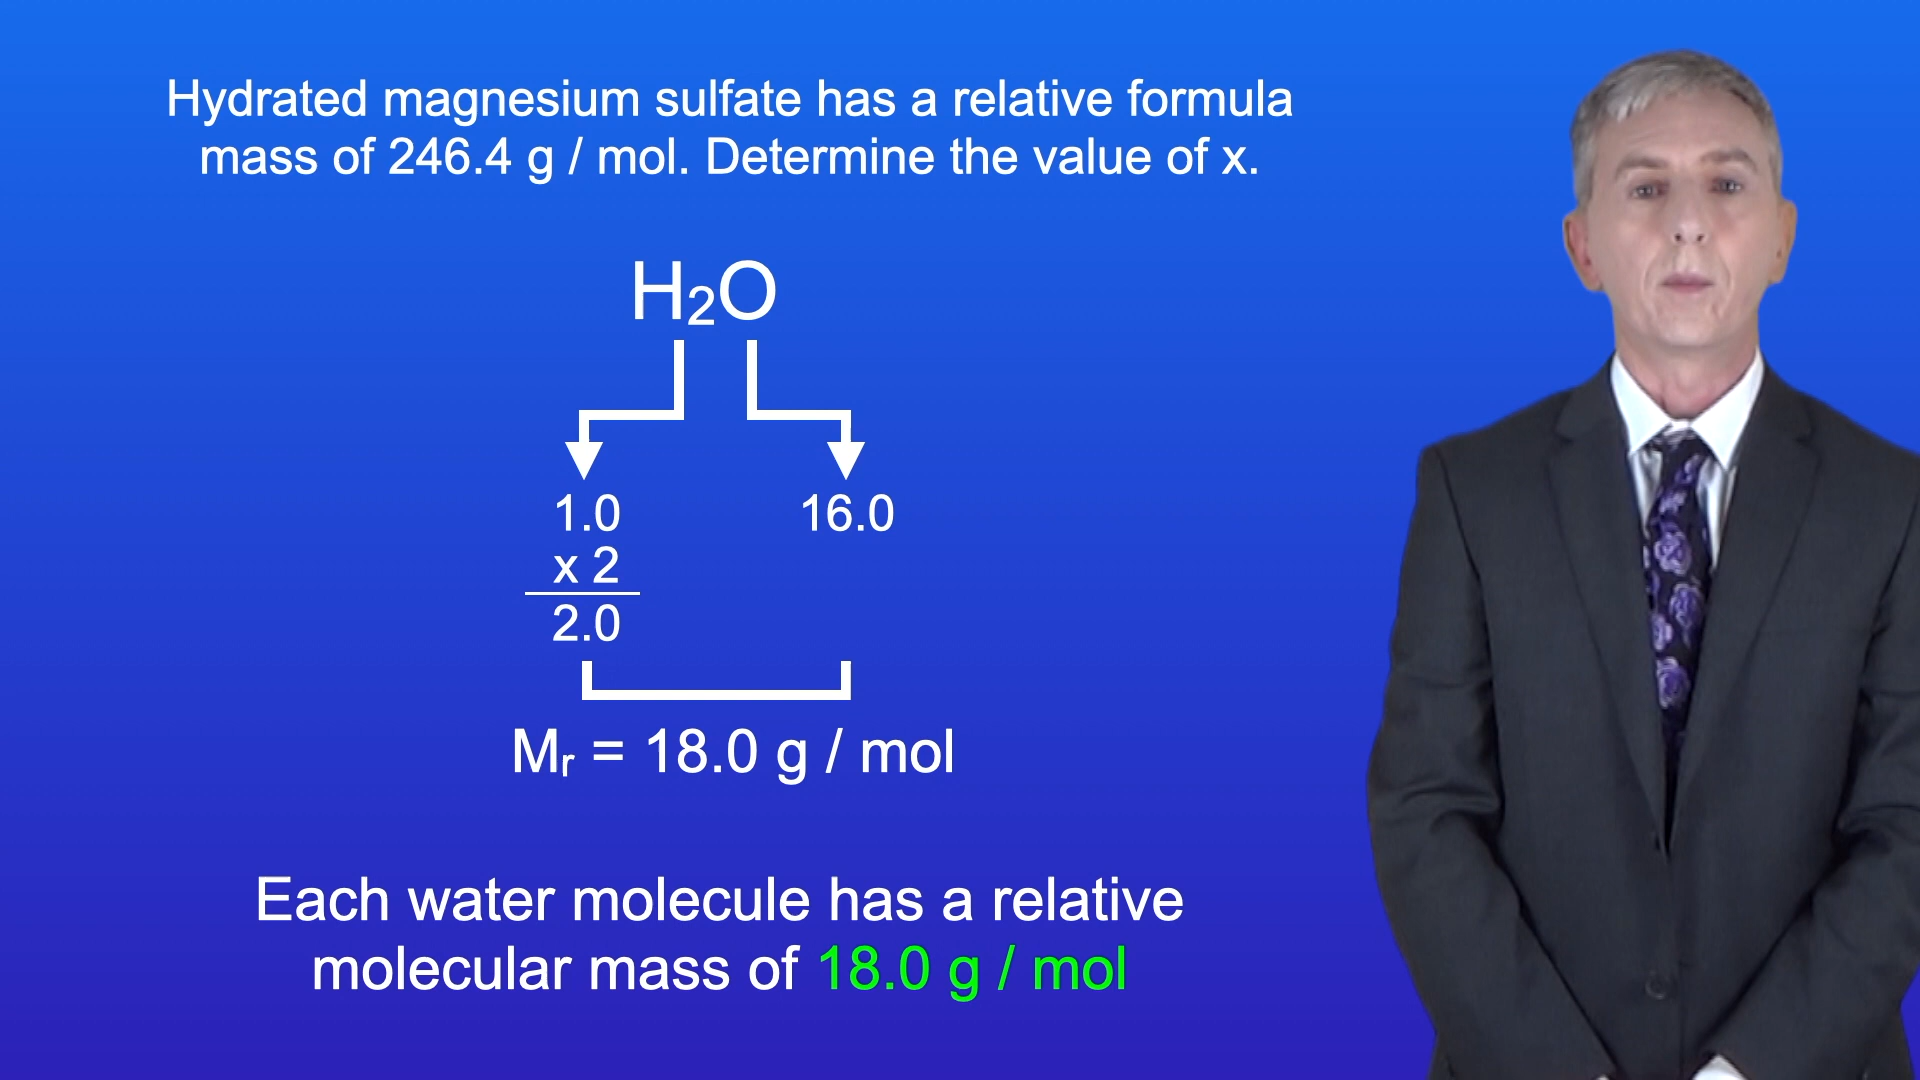 Hydrated magnesium sulfate has a relative formula
mass of 246.4 g / mol. Determine the value of x.
H₂O
1.0 16.0
x 2
2.0
Mᵣ = 18.0 g / mol
Each water molecule has a relative
molecular mass of 18.0 g / mol